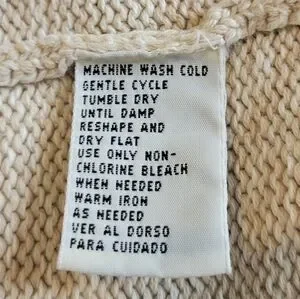 MACHINE WASH COLD
GENTLE CYCLE
TUMBLE DRY
UNTIL DAMP
RESHAPE AND
DRY FLAT
USE ONLY NON-
CHLORINE BLEACH
WHEN NEEDED
WARM IRON
AS NEEDED
VER AL DORSO
PARA CUIDADO